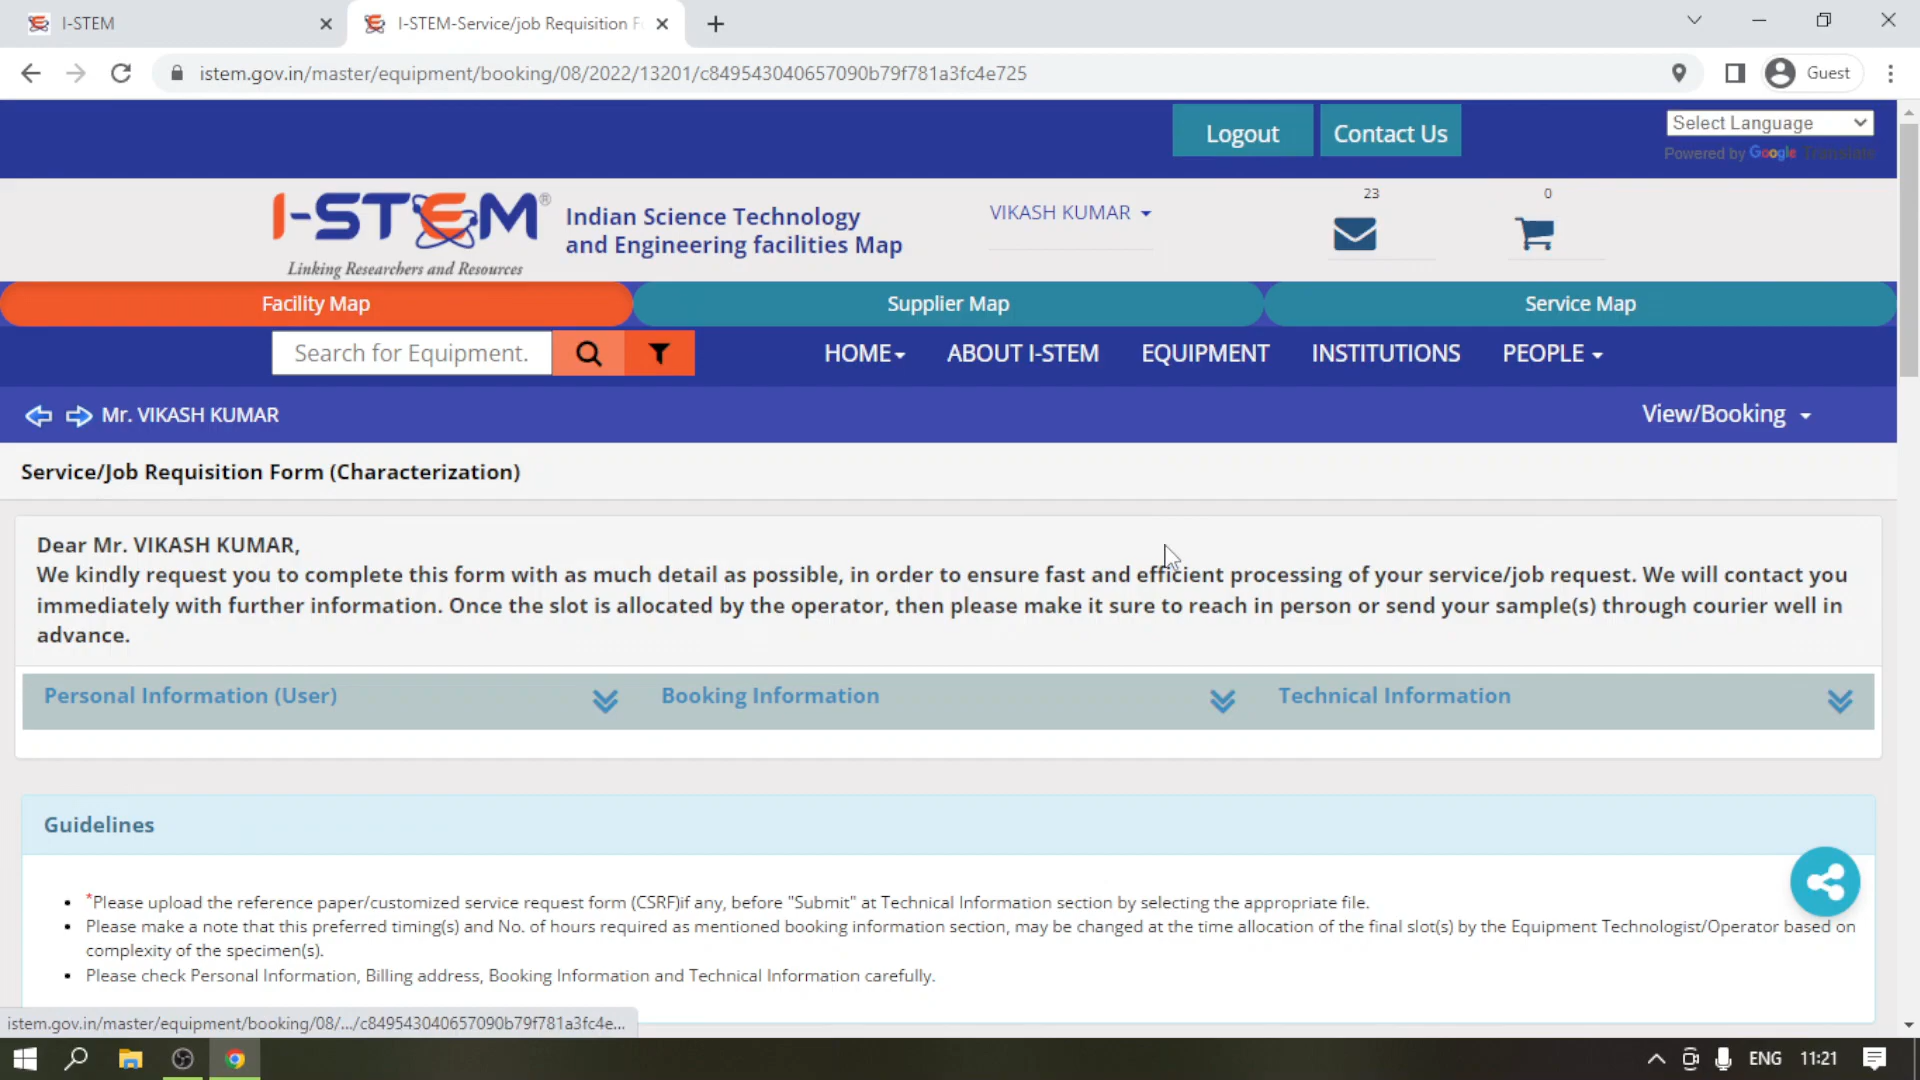 I-STEM
I-STEM-Service/job Requisition F
istem.gov.in/master/equipment/booking/08/2022/13201/c849543040657090b79f781a3fc4e725
Guest
Logout
Contact Us
Select Language
Powered by Google Translate
I-STEM®
Linking Researchers and Resources
Indian Science Technology
and Engineering facilities Map
VIKASH KUMAR
23
0
Facility Map
Supplier Map
Service Map
Search for Equipment.
HOME
ABOUT I-STEM
EQUIPMENT
INSTITUTIONS
PEOPLE
Mr. VIKASH KUMAR
View/Booking
Service/Job Requisition Form (Characterization)
Dear Mr. VIKASH KUMAR,
We kindly request you to complete this form with as much detail as possible, in order to ensure fast and efficient processing of your service/job request. We will contact you
immediately with further information. Once the slot is allocated by the operator, then please make it sure to reach in person or send your sample(s) through courier well in
advance.
Personal Information (User)
Booking Information
Technical Information
Guidelines
*Please upload the reference paper/customized service request form (CSRF)if any, before "Submit" at Technical Information section by selecting the appropriate file.
Please make a note that this preferred timing(s) and No. of hours required as mentioned booking information section, may be changed at the time allocation of the final slot(s) by the Equipment Technologist/Operator based on
complexity of the specimen(s).
Please check Personal Information, Billing address, Booking Information and Technical Information carefully.
istem.gov.in/master/equipment/booking/08/.../c849543040657090b79f781a3fc4e...
ENG
11:21